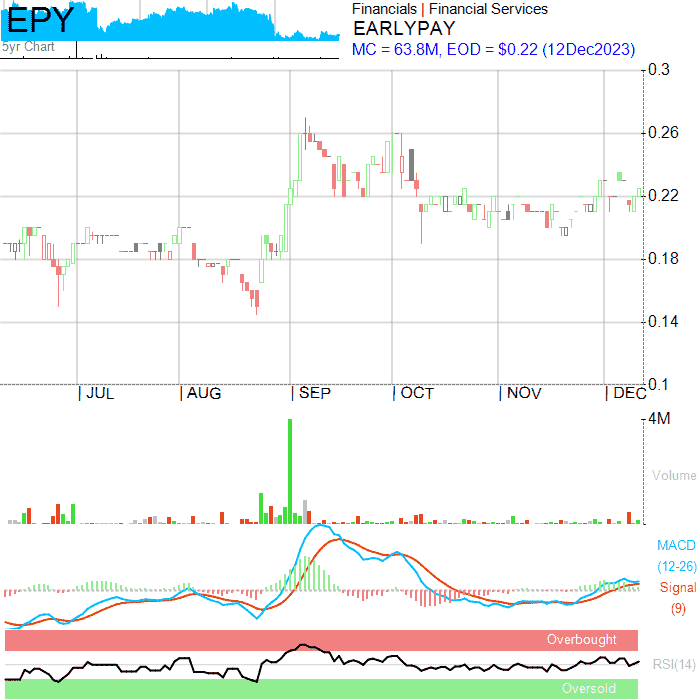 EPY
5yr Chart
Financials | Financial Services
EARLYPAY
MC = 63.8M, EOD = $0.22 (12Dec2023)
0.3
0.26
0.22
0.18
0.14
0.1
JUL
AUG
SEP
OCT
NOV
DEC
4M
Volume
MACD
(12-26)
Signal
(9)
Overbought
RSI(14)
Oversold